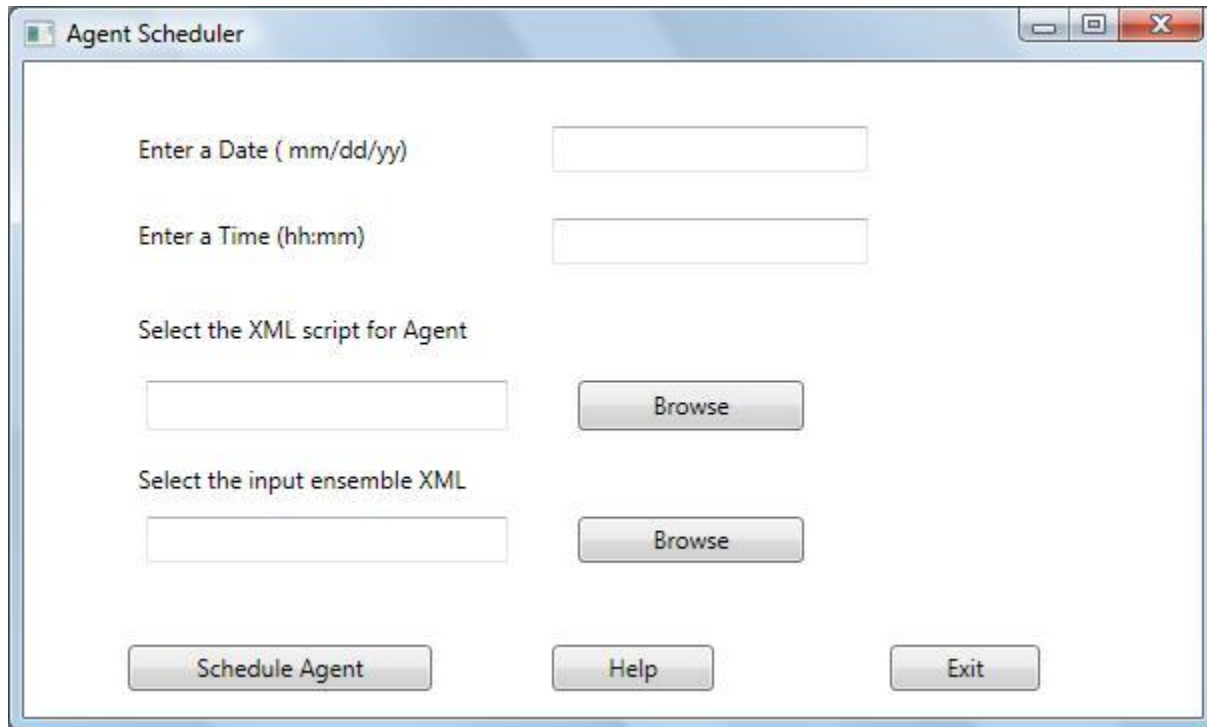 Agent Scheduler
Enter a Date ( mm/dd/yy)
Enter a Time (hh:mm)
Select the XML script for Agent
Browse
Select the input ensemble XML
Browse
Schedule Agent Help Exit